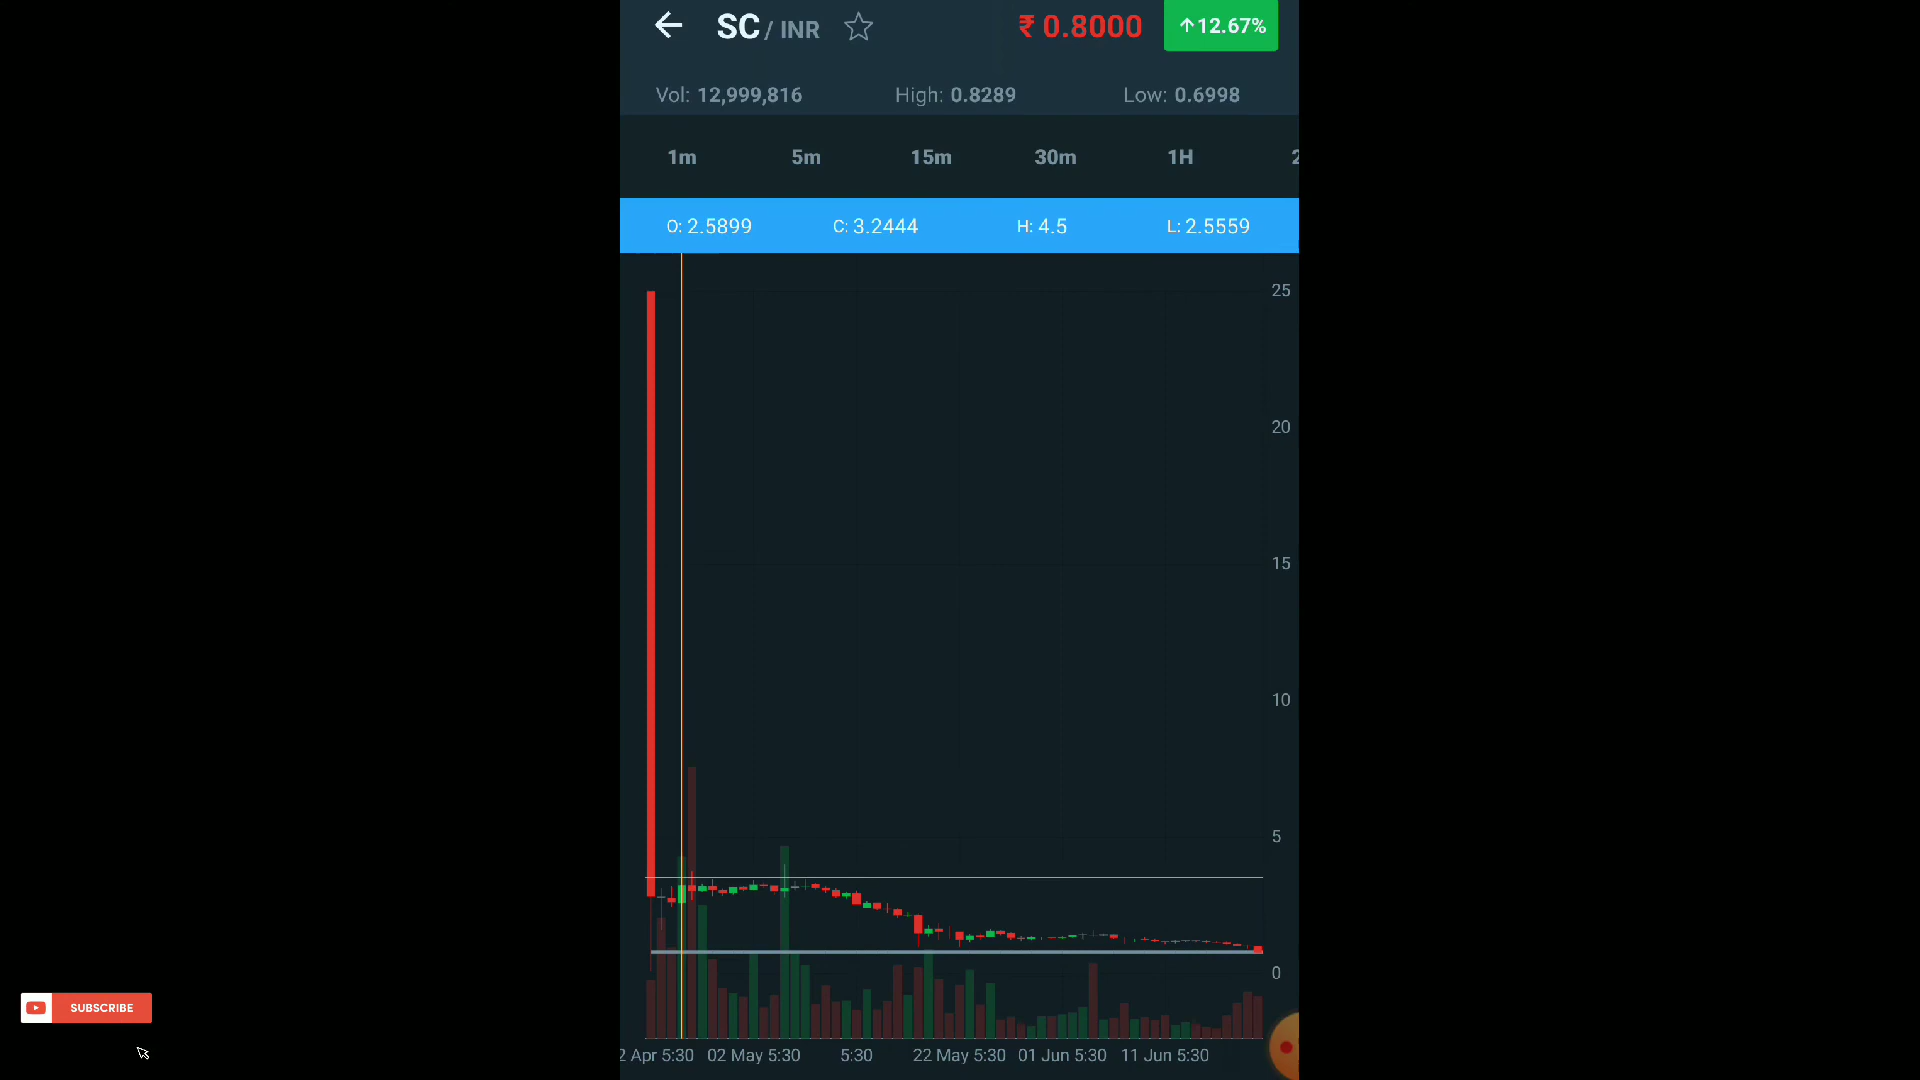 SC / INR ₹ 0.8000 ↑12.67%
Vol: 12,999,816 High: 0.8289 Low: 0.6998
1m 5m 15m 30m 1H 2
O: 2.5899 C: 3.2444 H: 4.5 L: 2.5559
25
20
15
10
5
0
2 Apr 5:30 02 May 5:30 5:30 22 May 5:30 01 Jun 5:30 11 Jun 5:30
SUBSCRIBE